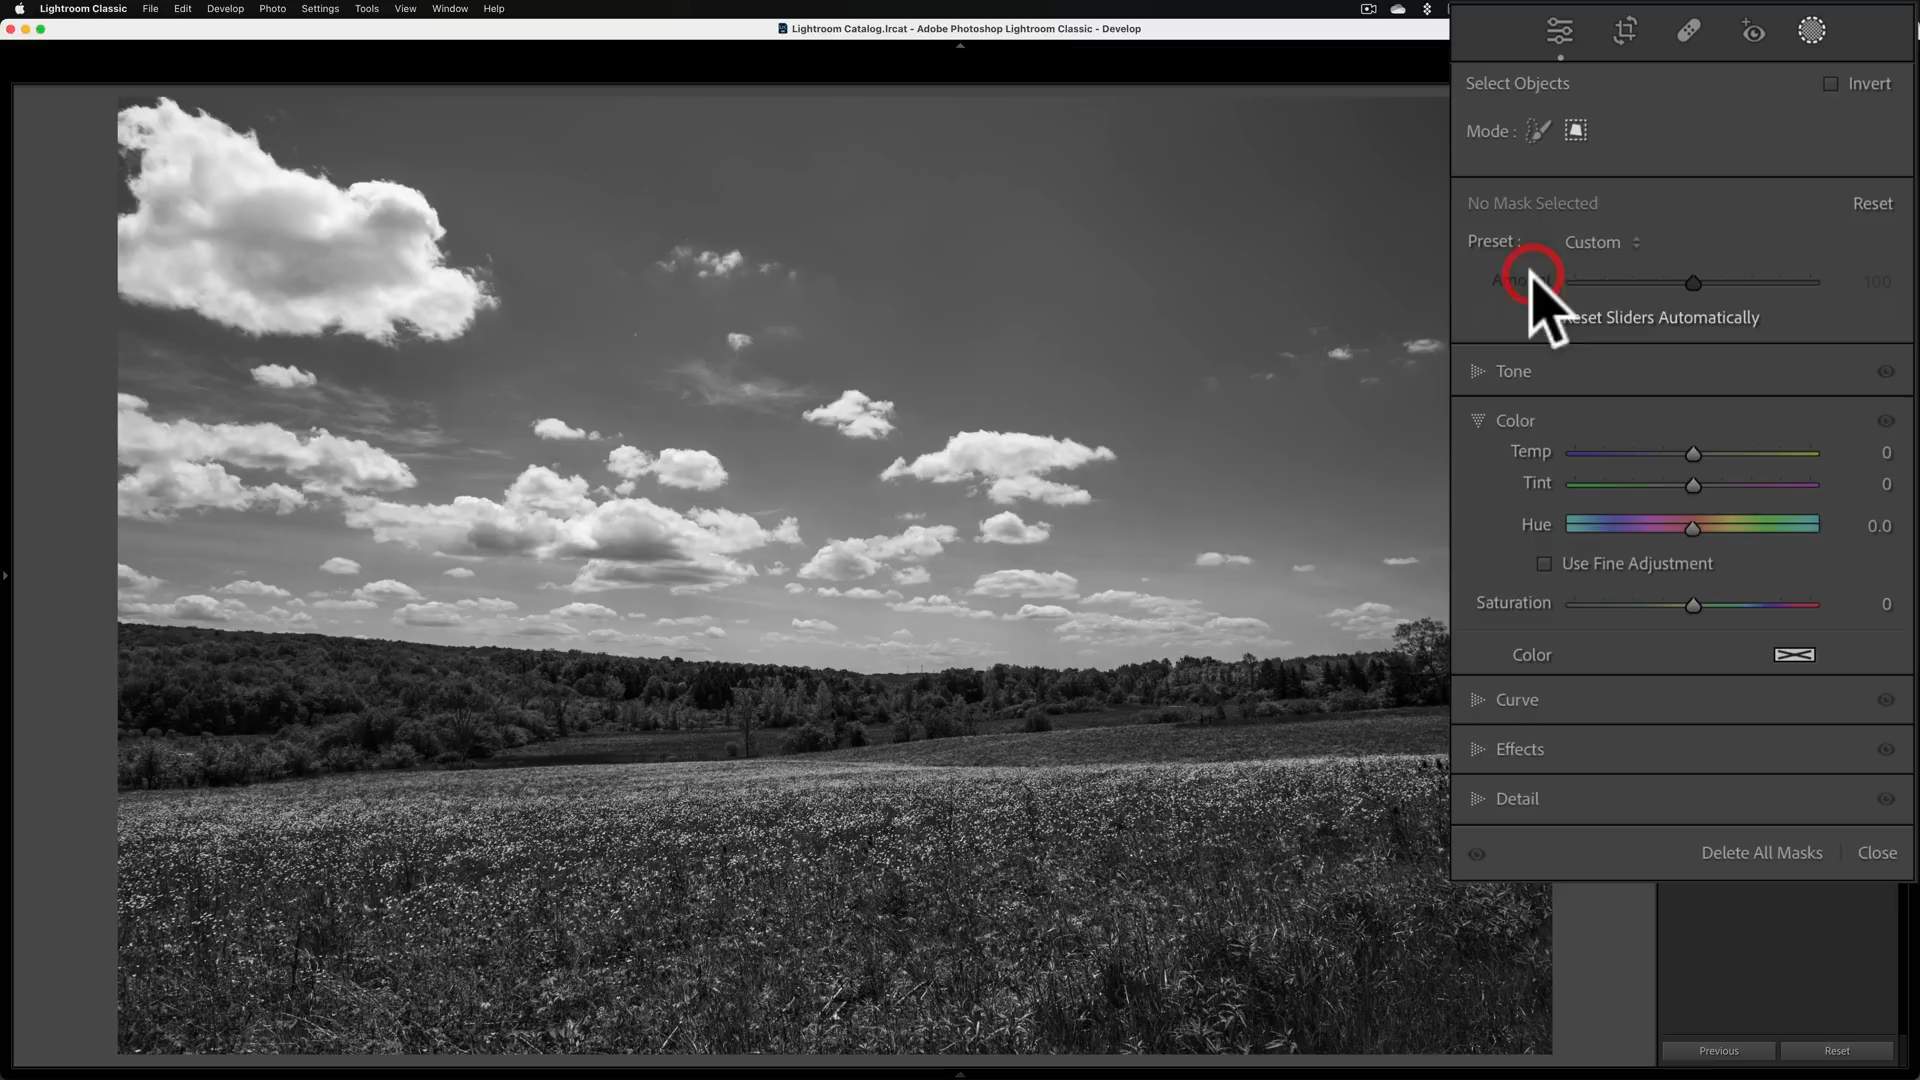 Lightroom Classic File Edit Develop Photo Settings Tools View Window Help
Lightroom Catalog.lrcat - Adobe Photoshop Lightroom Classic - Develop
Select Objects Invert
Mode :
No Mask Selected Reset
Preset : Custom
100
Sliders Automatically
Tone
Color
Temp 0
Tint 0
Hue 0.0
Use Fine Adjustment
Saturation 0
Color
Curve
Effects
Detail
Delete All Masks Close
Previous Reset